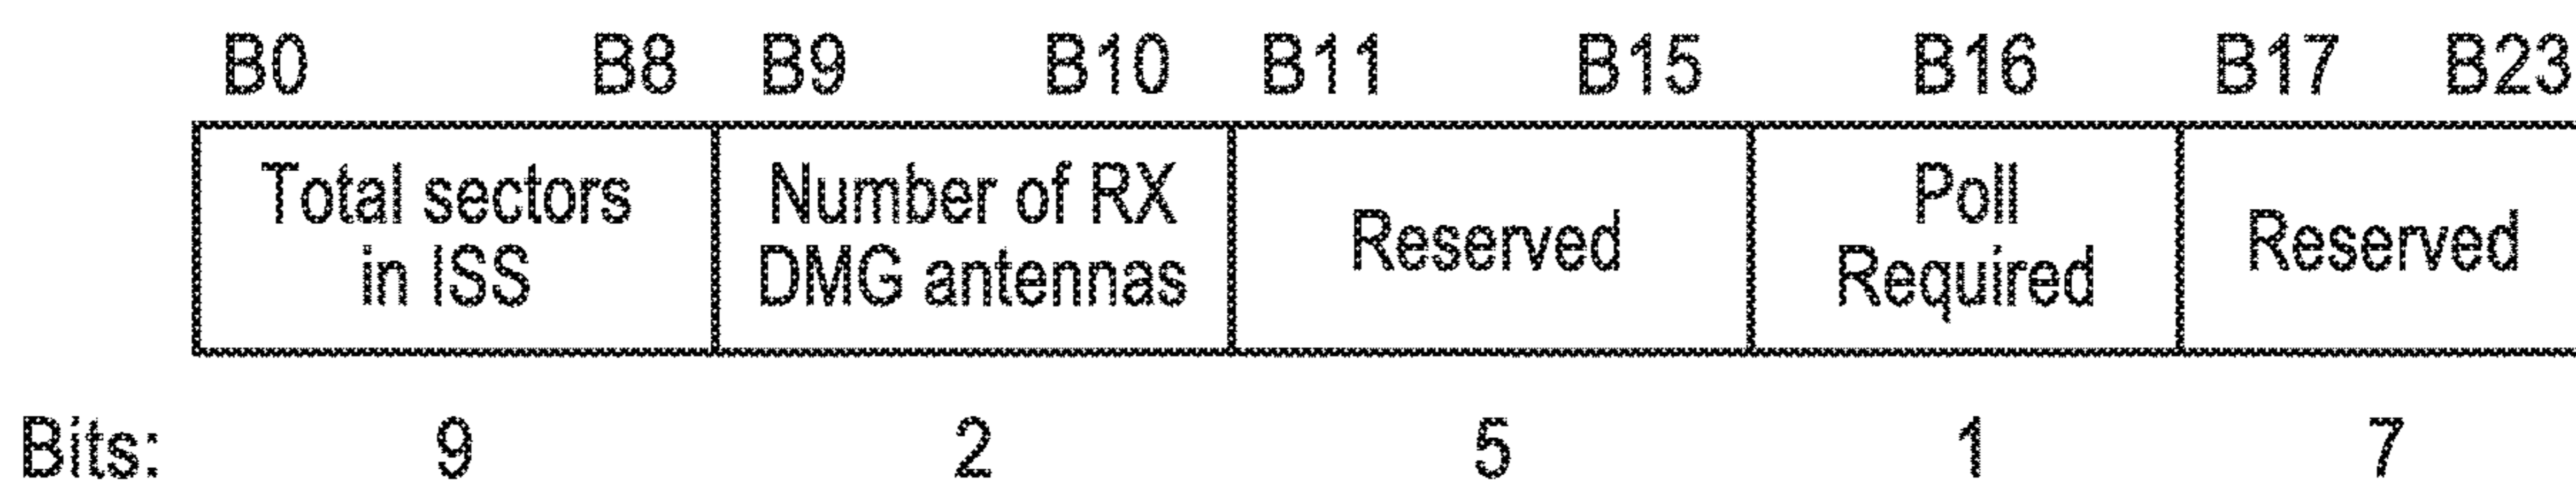 B0 B8 B9 B10 B11 B15 B16 B17 B23
Total sectors in ISS
Number of RX DMG antennas
Reserved
Poll Required
Reserved
Bits: 9 2 5 1 7